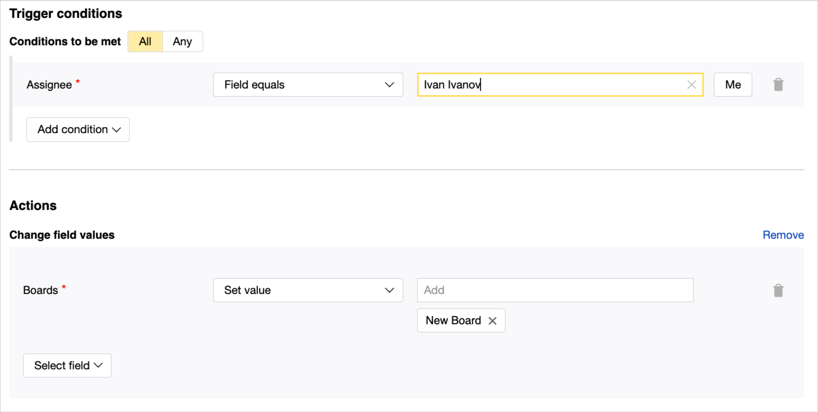 Trigger conditions
Conditions to be met All Any
Assignee * Field equals Ivan Ivanov Me
Add condition
Actions
Change field values Remove
Boards * Set value Add
New Board
Select field